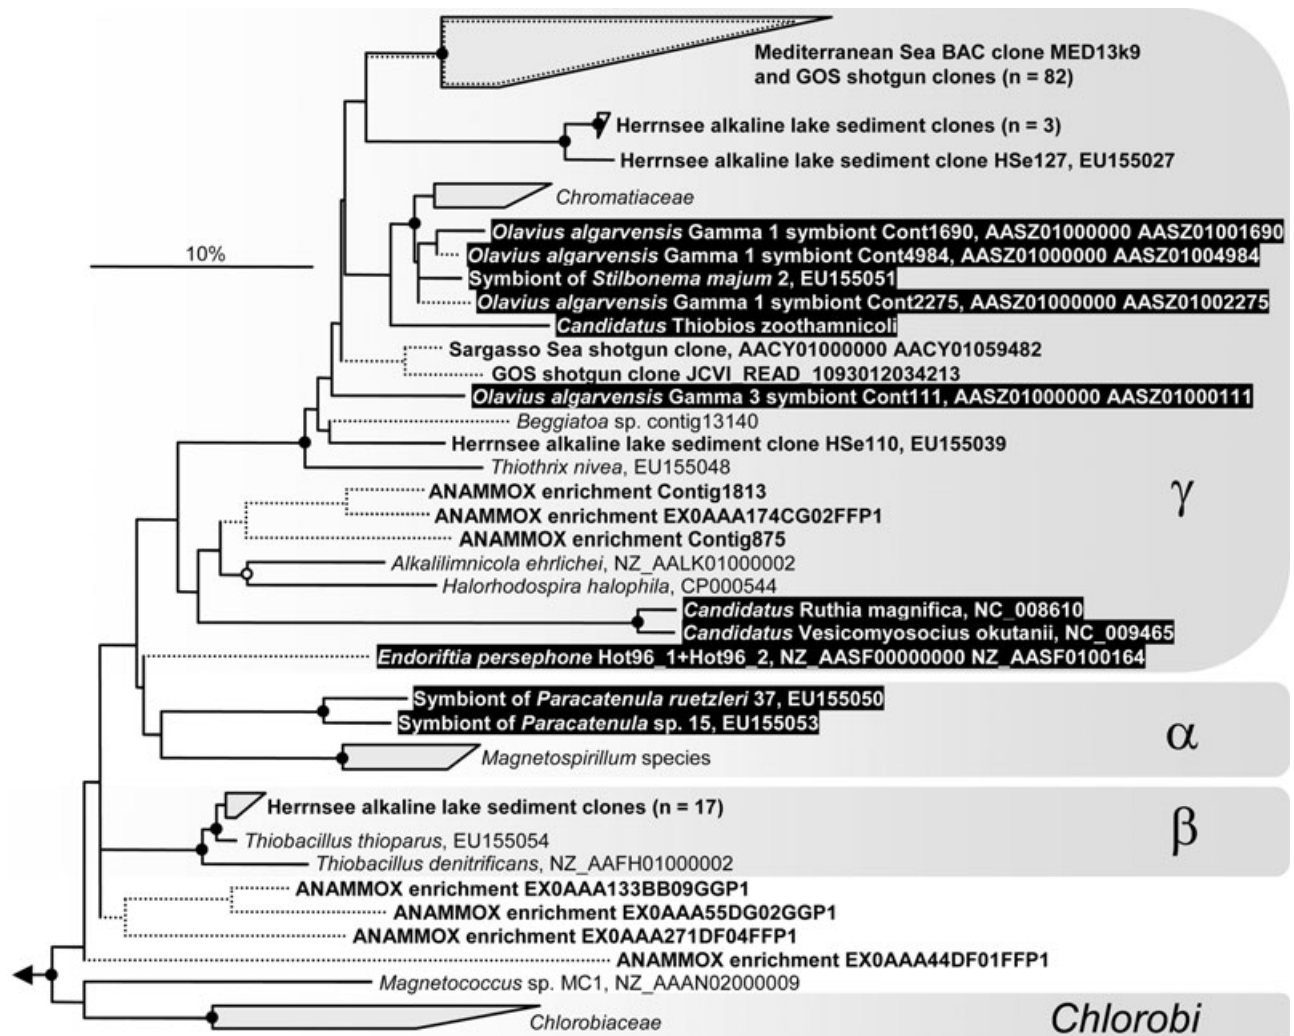 Mediterranean Sea BAC clone MED13k9
and GOS shotgun clones (n = 82)
Herrnsee alkaline lake sediment clones (n = 3)
Herrnsee alkaline lake sediment clone HSe127, EU155027
Chromatiaceae
Olavius algarvensis Gamma 1 symbiont Cont1690, AASZ01000000 AASZ01001690
10%
Olavius algarvensis Gamma 1 symbiont Cont4984, AASZ01000000 AASZ01004984
Symbiont of Stilbonema majum 2, EU155051
Olavius algarvensis Gamma 1 symbiont Cont2275, AASZ01000000 AASZ01002275
Candidatus Thiobios zoothamnicoli
Sargasso Sea shotgun clone, AACY01000000 AACY01059482
GOS shotgun clone JCVI_READ_1093012034213
Olavius algarvensis Gamma 3 symbiont Cont111, AASZ01000000 AASZ01000111
Beggiatoa sp. contig13140
Herrnsee alkaline lake sediment clone HSe110, EU155039
Thiothrix nivea, EU155048
ANAMMOX enrichment Contig1813
γ
ANAMMOX enrichment EX0AAA174CG02FFP1
ANAMMOX enrichment Contig875
Alkalilimnicola ehrlichei, NZ_AALK01000002
Halorhodospira halophila, CP000544
Candidatus Ruthia magnifica, NC_008610
Candidatus Vesicomyosocius okutanii, NC_009465
Endoriftia persephone Hot96_1+Hot96_2, NZ_AASF00000000 NZ_AASF0100164
Symbiont of Paracatenula ruetzleri 37, EU155050
Symbiont of Paracatenula sp. 15, EU155053
α
Magnetospirillum species
Herrnsee alkaline lake sediment clones (n = 17)
β
Thiobacillus thioparus, EU155054
Thiobacillus denitrificans, NZ_AAFH01000002
ANAMMOX enrichment EX0AAA133BB09GGP1
ANAMMOX enrichment EX0AAA55DG02GGP1
ANAMMOX enrichment EX0AAA271DF04FFP1
ANAMMOX enrichment EX0AAA44DF01FFP1
Magnetococcus sp. MC1, NZ_AAAN02000009
Chlorobiaceae
Chlorobi